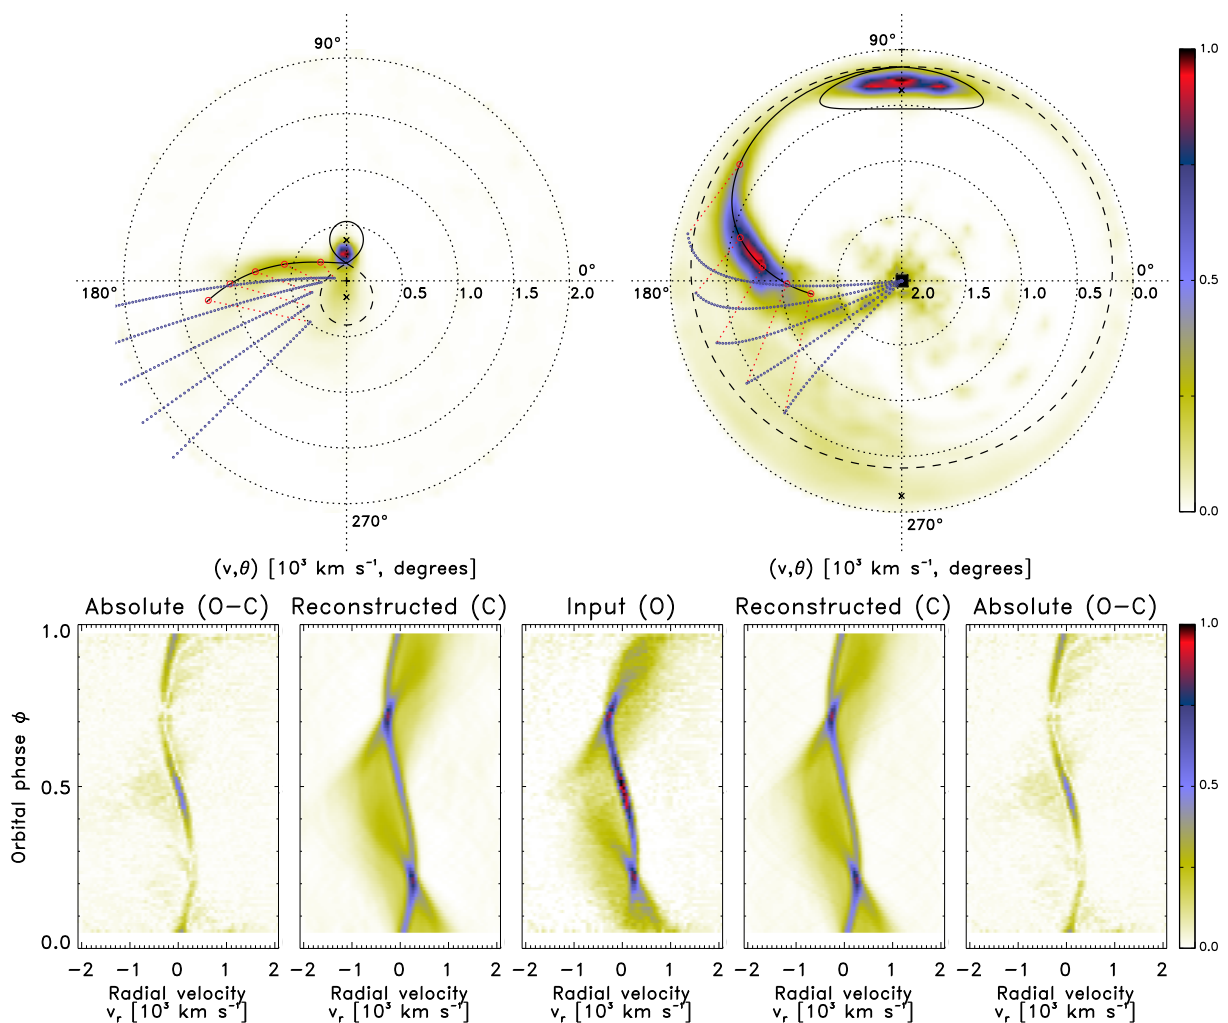 90° 90° 1.0
180° 0.5 1.0 1.5 2.0 0° 180° 2.0 1.5 1.0 0.5 0.0 0° 0.5
270° 270° 0.0
(v,θ) [10³ km s⁻¹, degrees] (v,θ) [10³ km s⁻¹, degrees]
Absolute (O−C) Reconstructed (C) Input (O) Reconstructed (C) Absolute (O−C)
1.0 1.0
Orbital phase ϕ
0.5 0.5
0.0 0.0
−2 −1 0 1 2 −2 −1 0 1 2 −2 −1 0 1 2 −2 −1 0 1 2 −2 −1 0 1 2
Radial velocity Radial velocity Radial velocity Radial velocity Radial velocity
vᵣ [10³ km s⁻¹] vᵣ [10³ km s⁻¹] vᵣ [10³ km s⁻¹] vᵣ [10³ km s⁻¹] vᵣ [10³ km s⁻¹]